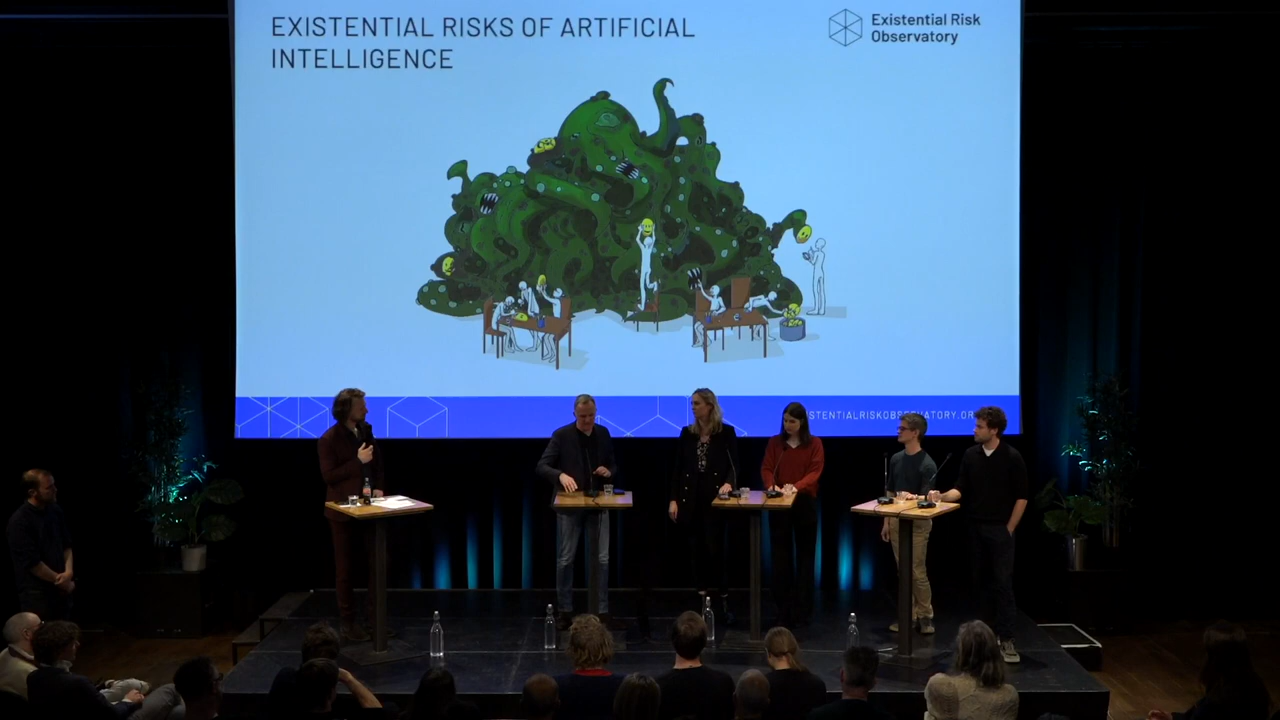 EXISTENTIAL RISKS OF ARTIFICIAL
INTELLIGENCE
Existential Risk
Observatory